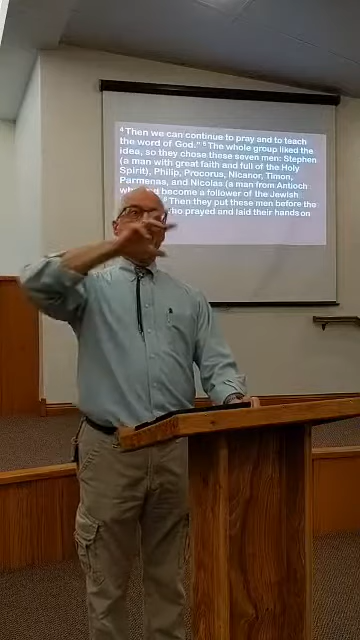 4 Then we can continue to pray and to teach
the word of God." 5 The whole group liked the
idea, so they chose these seven men: Stephen
(a man with great faith and full of the Holy
Spirit), Philip, Procorus, Nicanor, Timon,
Parmenas, and Nicolas (a man from Antioch
become a follower of the Jewish
Then they put these men before the
who prayed and laid their hands on